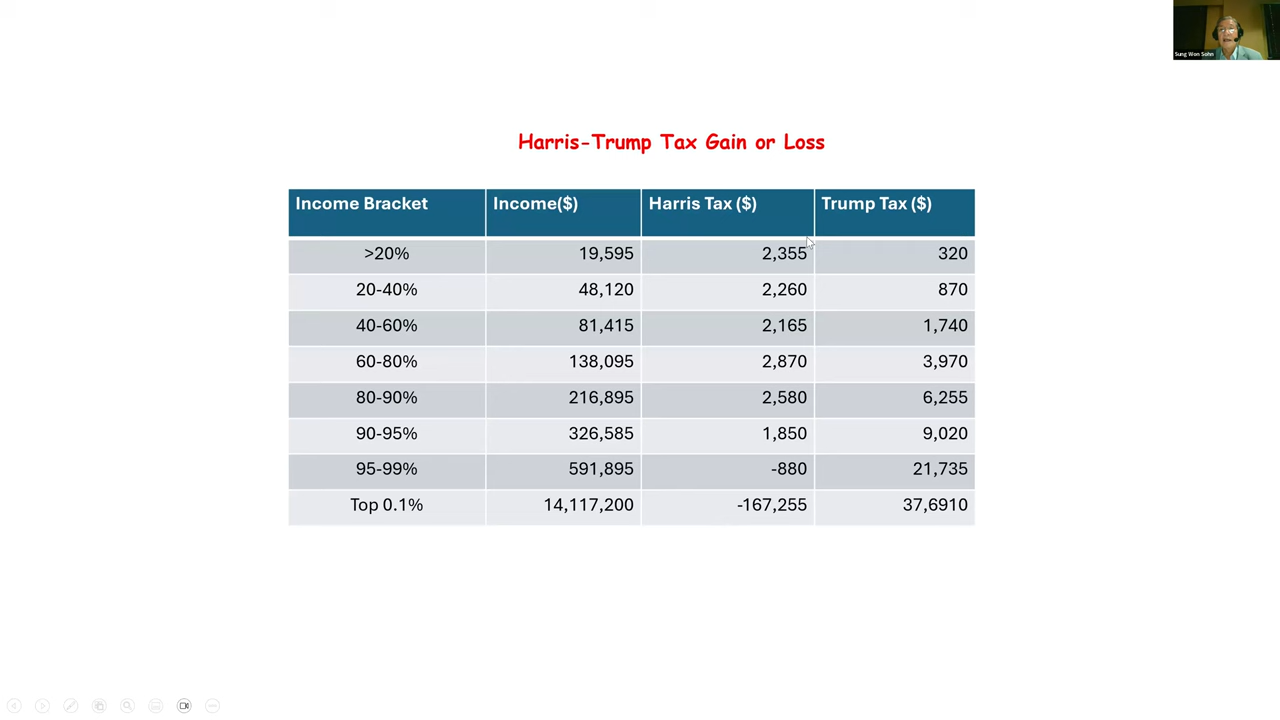 Sung Won Sohn
Harris-Trump Tax Gain or Loss
Income Bracket Income($) Harris Tax ($) Trump Tax ($)
>20% 19,595 2,355 320
20-40% 48,120 2,260 870
40-60% 81,415 2,165 1,740
60-80% 138,095 2,870 3,970
80-90% 216,895 2,580 6,255
90-95% 326,585 1,850 9,020
95-99% 591,895 -880 21,735
Top 0.1% 14,117,200 -167,255 37,6910